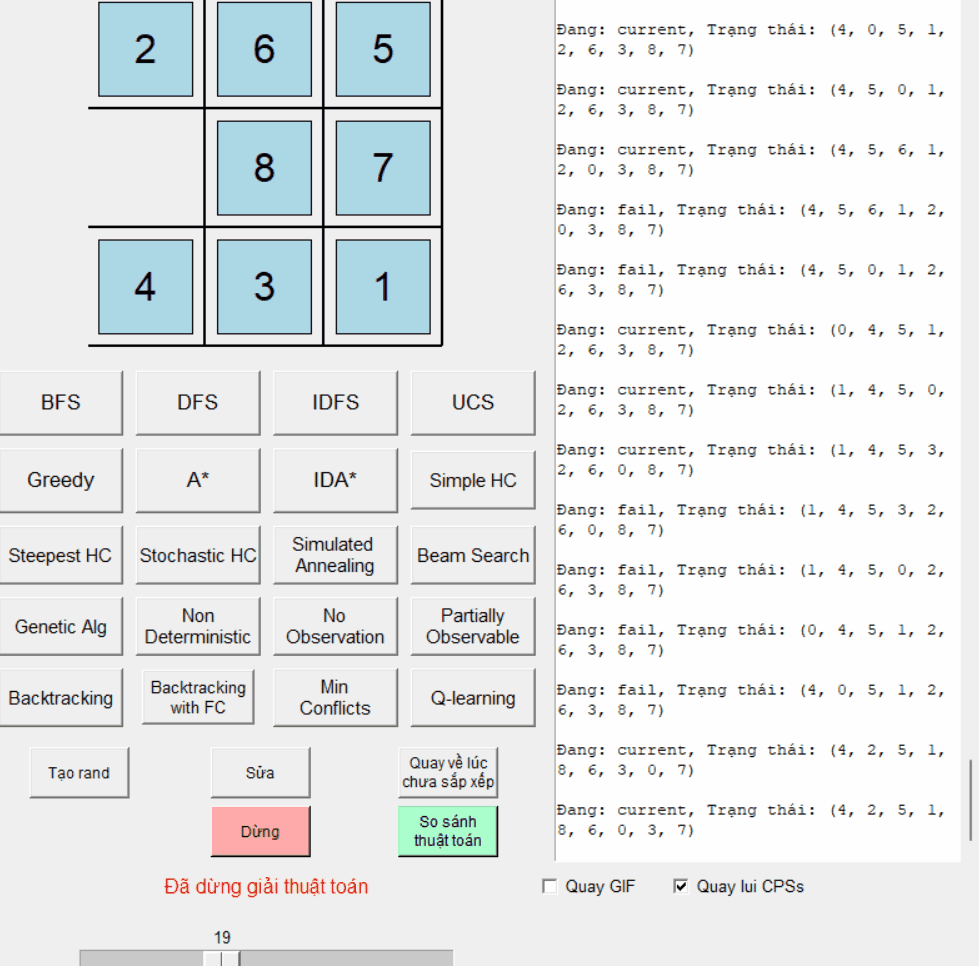 2 6 5
8 7
4 3 1
BFS DFS IDFS UCS
Greedy A* IDA* Simple HC
Steepest HC Stochastic HC Simulated Annealing Beam Search
Genetic Alg Non Deterministic No Observation Partially Observable
Backtracking Backtracking with FC Min Conflicts Q-learning
Tạo rand Sửa Quay về lúc chưa sắp xếp
Dừng So sánh thuật toán
Đã dừng giải thuật toán
19
Đang: current, Trạng thái: (4, 0, 5, 1,
2, 6, 3, 8, 7)
Đang: current, Trạng thái: (4, 5, 0, 1,
2, 6, 3, 8, 7)
Đang: current, Trạng thái: (4, 5, 6, 1,
2, 0, 3, 8, 7)
Đang: fail, Trạng thái: (4, 5, 6, 1, 2,
0, 3, 8, 7)
Đang: fail, Trạng thái: (4, 5, 0, 1, 2,
6, 3, 8, 7)
Đang: current, Trạng thái: (0, 4, 5, 1,
2, 6, 3, 8, 7)
Đang: current, Trạng thái: (1, 4, 5, 0,
2, 6, 3, 8, 7)
Đang: current, Trạng thái: (1, 4, 5, 3,
2, 6, 0, 8, 7)
Đang: fail, Trạng thái: (1, 4, 5, 3, 2,
6, 0, 8, 7)
Đang: fail, Trạng thái: (1, 4, 5, 0, 2,
6, 3, 8, 7)
Đang: fail, Trạng thái: (0, 4, 5, 1, 2,
6, 3, 8, 7)
Đang: fail, Trạng thái: (4, 0, 5, 1, 2,
6, 3, 8, 7)
Đang: current, Trạng thái: (4, 2, 5, 1,
8, 6, 3, 0, 7)
Đang: current, Trạng thái: (4, 2, 5, 1,
8, 6, 0, 3, 7)
Quay GIF Quay lui CPSs